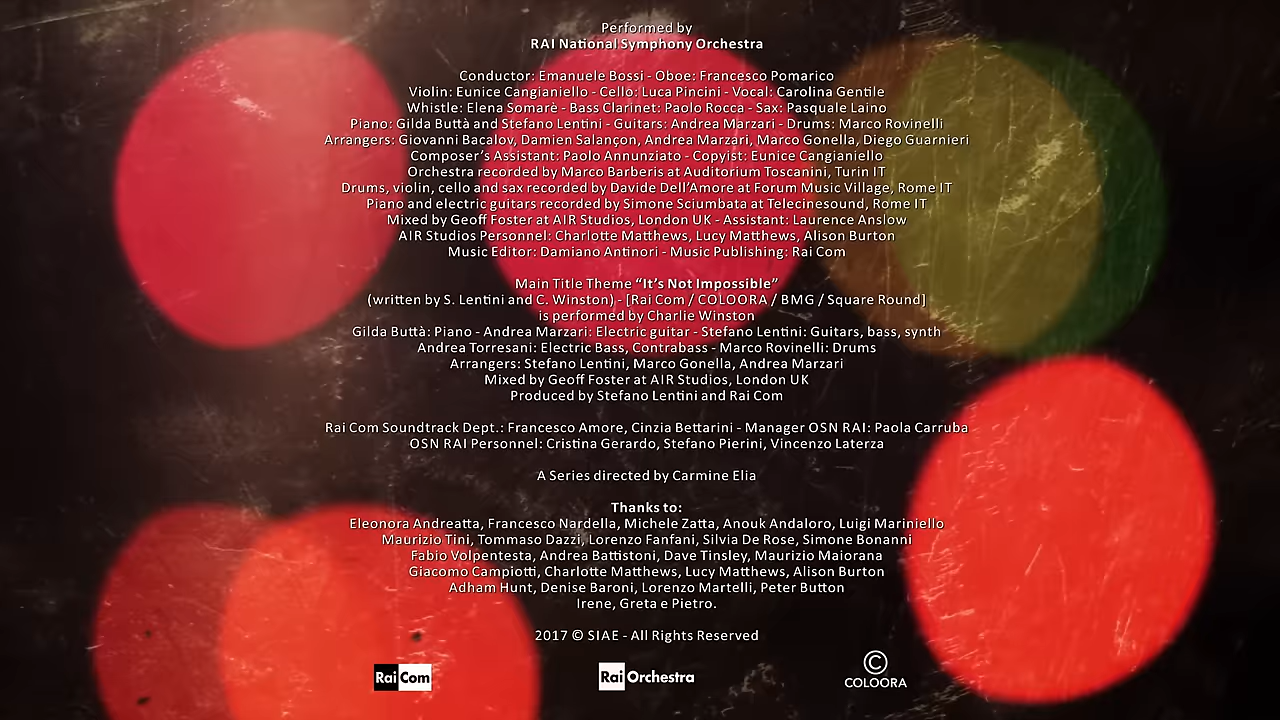 Performed by
RAI National Symphony Orchestra
Conductor: Emanuele Bossi - Oboe: Francesco Pomarico
Violin: Eunice Cangianiello - Cello: Luca Pincini - Vocal: Carolina Gentile
Whistle: Elena Somarè - Bass Clarinet: Paolo Rocca - Sax: Pasquale Laino
Piano: Gilda Buttà and Stefano Lentini - Guitars: Andrea Marzari - Drums: Marco Rovinelli
Arrangers: Giovanni Bacalov, Damien Salançon, Andrea Marzari, Marco Gonella, Diego Guarnieri
Composer's Assistant: Paolo Annunziato - Copyist: Eunice Cangianiello
Orchestra recorded by Marco Barberis at Auditorium Toscanini, Turin IT
Drums, violin, cello and sax recorded by Davide Dell'Amore at Forum Music Village, Rome IT
Piano and electric guitars recorded by Simone Sciumbata at Telecinesound, Rome IT
Mixed by Geoff Foster at AIR Studios, London UK - Assistant: Laurence Anslow
AIR Studios Personnel: Charlotte Matthews, Lucy Matthews, Alison Burton
Music Editor: Damiano Antinori - Music Publishing: Rai Com
Main Title Theme "It's Not Impossible"
(written by S. Lentini and C. Winston) - [Rai Com / COLOORA / BMG / Square Round]
is performed by Charlie Winston
Gilda Buttà: Piano - Andrea Marzari: Electric guitar - Stefano Lentini: Guitars, bass, synth
Andrea Torresani: Electric Bass, Contrabass - Marco Rovinelli: Drums
Arrangers: Stefano Lentini, Marco Gonella, Andrea Marzari
Mixed by Geoff Foster at AIR Studios, London UK
Produced by Stefano Lentini and Rai Com
Rai Com Soundtrack Dept.: Francesco Amore, Cinzia Bettarini - Manager OSN RAI: Paola Carruba
OSN RAI Personnel: Cristina Gerardo, Stefano Pierini, Vincenzo Laterza
A Series directed by Carmine Elia
Thanks to:
Eleonora Andreatta, Francesco Nardella, Michele Zatta, Anouk Andaloro, Luigi Mariniello
Maurizio Tini, Tommaso Dazzi, Lorenzo Fanfani, Silvia De Rose, Simone Bonanni
Fabio Volpentesta, Andrea Battistoni, Dave Tinsley, Maurizio Maiorana
Giacomo Campiotti, Charlotte Matthews, Lucy Matthews, Alison Burton
Adham Hunt, Denise Baroni, Lorenzo Martelli, Peter Button
Irene, Greta e Pietro.
2017 © SIAE - All Rights Reserved
Rai Com
Rai Orchestra
© COLOORA